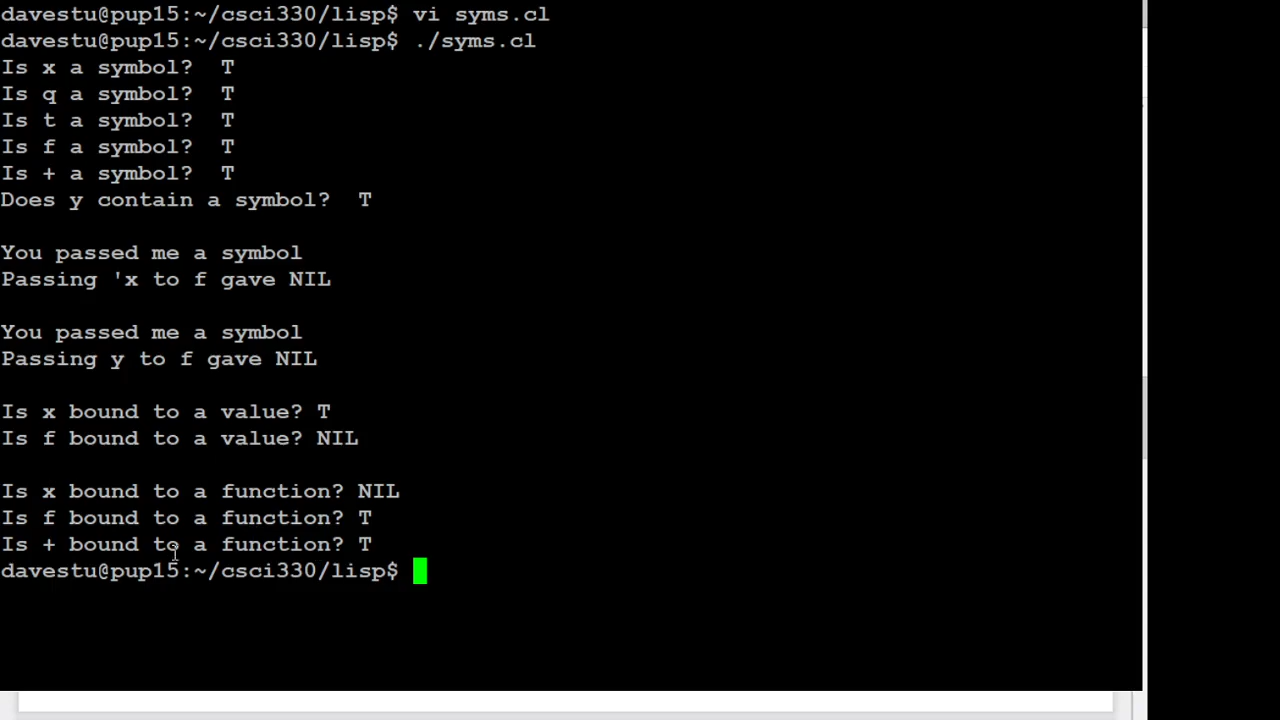 davestu@pup15:~/csci330/lisp$ vi syms.cl
davestu@pup15:~/csci330/lisp$ ./syms.cl
Is x a symbol?  T
Is q a symbol?  T
Is t a symbol?  T
Is f a symbol?  T
Is + a symbol?  T
Does y contain a symbol?  T
You passed me a symbol
Passing 'x to f gave NIL
You passed me a symbol
Passing y to f gave NIL
Is x bound to a value? T
Is f bound to a value? NIL
Is x bound to a function? NIL
Is f bound to a function? T
Is + bound to a function? T
davestu@pup15:~/csci330/lisp$